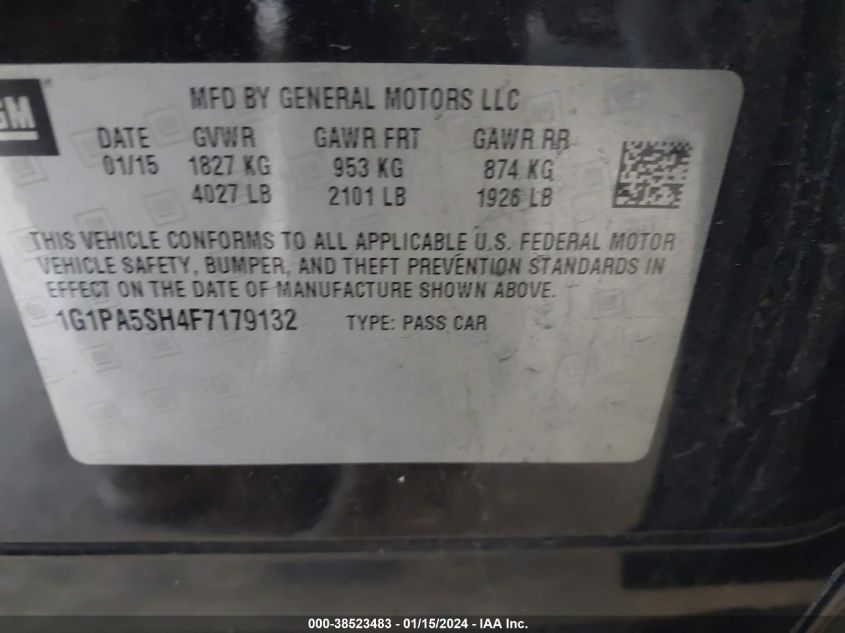 GM
MFD BY GENERAL MOTORS LLC
DATE GVWR GAWR FRT GAWR RR
01/15 1827 KG 953 KG 874 KG
4027 LB 2101 LB 1926 LB
THIS VEHICLE CONFORMS TO ALL APPLICABLE U.S. FEDERAL MOTOR
VEHICLE SAFETY, BUMPER, AND THEFT PREVENTION STANDARDS IN
EFFECT ON THE DATE OF MANUFACTURE SHOWN ABOVE.
1G1PA5SH4F7179132 TYPE: PASS CAR
000-38523483 - 01/15/2024 - IAA Inc.